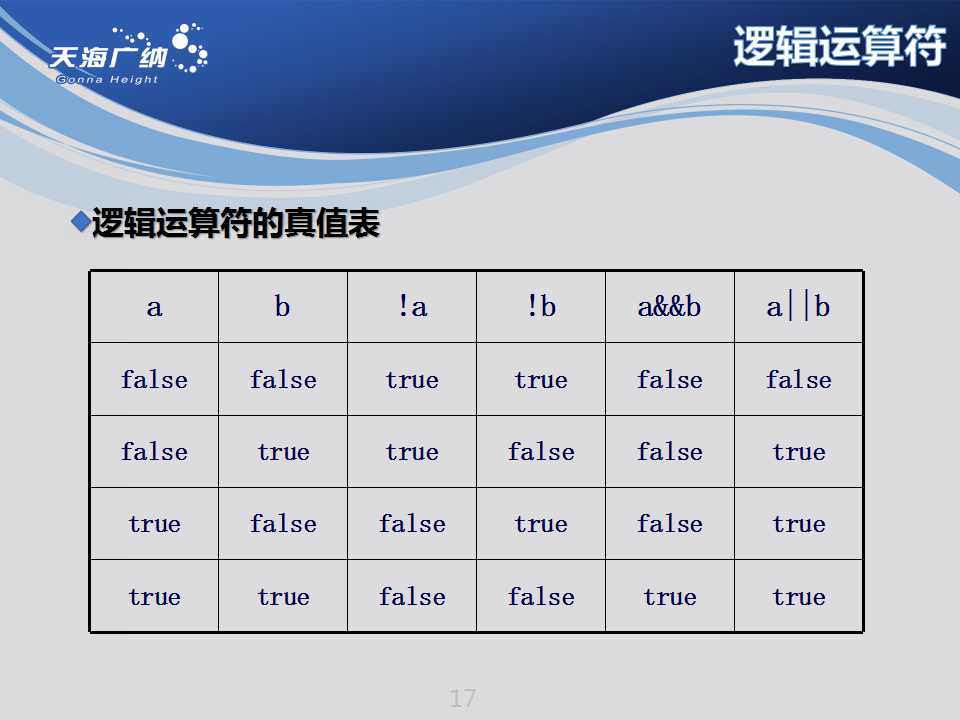 天海广纳
Gonna Height
逻辑运算符
逻辑运算符的真值表
a b !a !b a&&b a||b
false false true true false false
false true true false false true
true false false true false true
true true false false true true
17